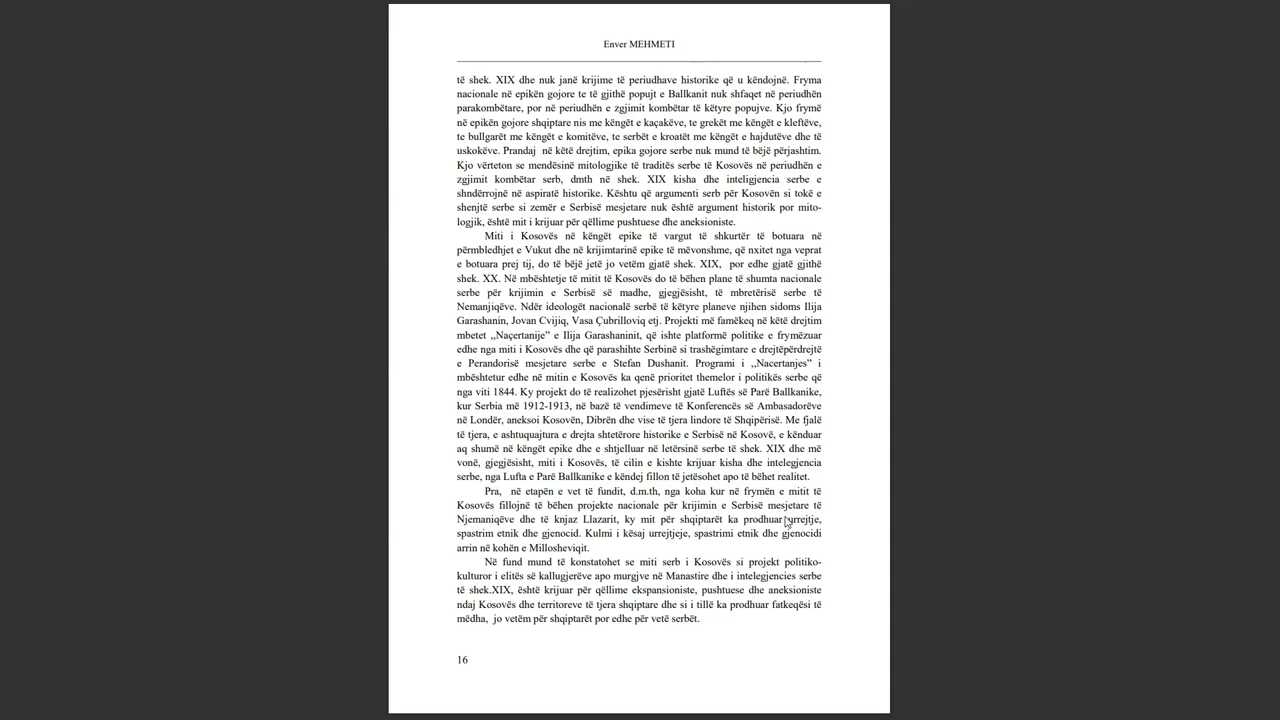 Enver MEHMETI
të shek. XIX dhe nuk janë krijime të periudhave historike që u këndojnë. Fryma
nacionale në epikën gojore te të gjithë popujt e Ballkanit nuk shfaqet në periudhën
parakombëtare, por në periudhën e zgjimit kombëtar të këtyre popujve. Kjo frymë
në epikën gojore shqiptare nis me këngët e kaçakëve, te grekët me këngët e kleftëve,
te bullgarët me këngët e komitëve, te serbët e kroatët me këngët e hajdutëve dhe të
uskokëve. Prandaj në këtë drejtim, epika gojore serbe nuk mund të bëjë përjashtim.
Kjo vërteton se mendësinë mitologjike të traditës serbe të Kosovës në periudhën e
zgjimit kombëtar serb, dmth në shek. XIX kisha dhe inteligjencia serbe e
shndërrojnë në aspiratë historike. Kështu që argumenti serb për Kosovën si tokë e
shenjtë serbe si zemër e Serbisë mesjetare nuk është argument historik por mito-
logjik, është mit i krijuar për qëllime pushtuese dhe aneksioniste.
Miti i Kosovës në këngët epike të vargut të shkurtër të botuara në
përmbledhjet e Vukut dhe në krijimtarinë epike të mëvonshme, që nxitet nga veprat
e botuara prej tij, do të bëjë jetë jo vetëm gjatë shek. XIX, por edhe gjatë gjithë
shek. XX. Në mbështetje të mitit të Kosovës do të bëhen plane të shumta nacionale
serbe për krijimin e Serbisë së madhe, gjegjësisht, të mbretërisë serbe të
Nemanjiqëve. Ndër ideologët nacionalë serbë të këtyre planeve njihen sidoms Ilija
Garashanin, Jovan Cvijiq, Vasa Çubrilloviq etj. Projekti më famëkeq në këtë drejtim
mbetet ,,Naçertanije” e Ilija Garashaninit, që ishte platformë politike e frymëzuar
edhe nga miti i Kosovës dhe që parashihte Serbinë si trashëgimtare e drejtëpërdrejtë
e Perandorisë mesjetare serbe e Stefan Dushanit. Programi i ,,Nacertanjes” i
mbështetur edhe në mitin e Kosovës ka qenë prioritet themelor i politikës serbe që
nga viti 1844. Ky projekt do të realizohet pjesërisht gjatë Luftës së Parë Ballkanike,
kur Serbia më 1912-1913, në bazë të vendimeve të Konferencës së Ambasadorëve
në Londër, aneksoi Kosovën, Dibrën dhe vise të tjera lindore të Shqipërisë. Me fjalë
të tjera, e ashtuquajtura e drejta shtetërore historike e Serbisë në Kosovë, e kënduar
aq shumë në këngët epike dhe e shtjelluar në letërsinë serbe të shek. XIX dhe më
vonë, gjegjësisht, miti i Kosovës, të cilin e kishte krijuar kisha dhe intelegjencia
serbe, nga Lufta e Parë Ballkanike e këndej fillon të jetësohet apo të bëhet realitet.
Pra, në etapën e vet të fundit, d.m.th, nga koha kur në frymën e mitit të
Kosovës fillojnë të bëhen projekte nacionale për krijimin e Serbisë mesjetare të
Njemaniqëve dhe të knjaz Llazarit, ky mit për shqiptarët ka prodhuar urrejtje,
spastrim etnik dhe gjenocid. Kulmi i kësaj urrejtjeje, spastrimi etnik dhe gjenocidi
arrin në kohën e Millosheviqit.
Në fund mund të konstatohet se miti serb i Kosovës si projekt politiko-
kulturor i elitës së kallugjerëve apo murgjve në Manastire dhe i intelegjencies serbe
të shek.XIX, është krijuar për qëllime ekspansioniste, pushtuese dhe aneksioniste
ndaj Kosovës dhe territoreve të tjera shqiptare dhe si i tillë ka prodhuar fatkeqësi të
mëdha, jo vetëm për shqiptarët por edhe për vetë serbët.
16